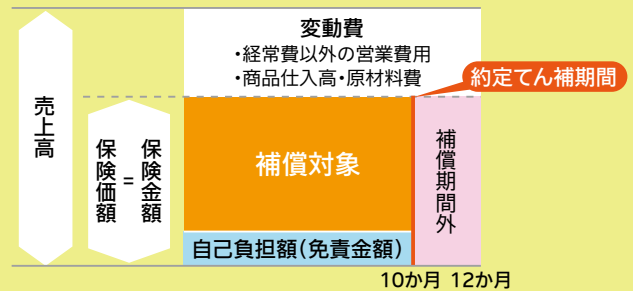 変動費
・経常費以外の営業費用
・商品仕入高・原材料費
約定てん補期間
売上高
保険価額
=
保険金額
補償対象
補償期間外
自己負担額(免責金額)
10か月 12か月